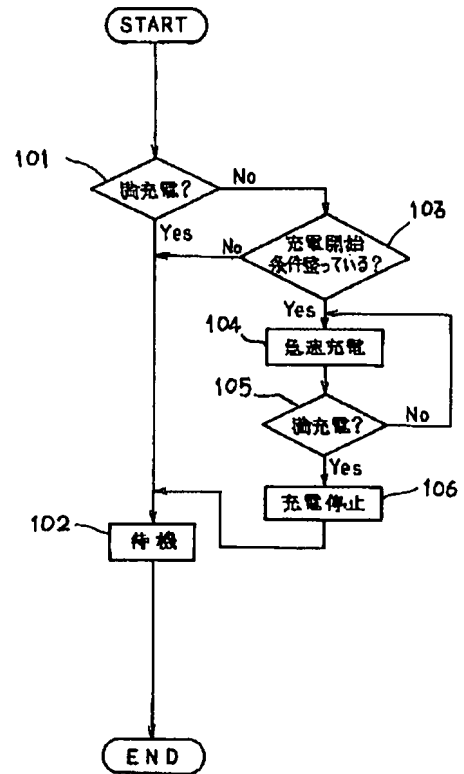 START
101
満充電?
No
Yes
103
充電開始
条件整っている?
No
Yes
104
急速充電
105
満充電?
No
Yes
106
充電停止
102
待機
END